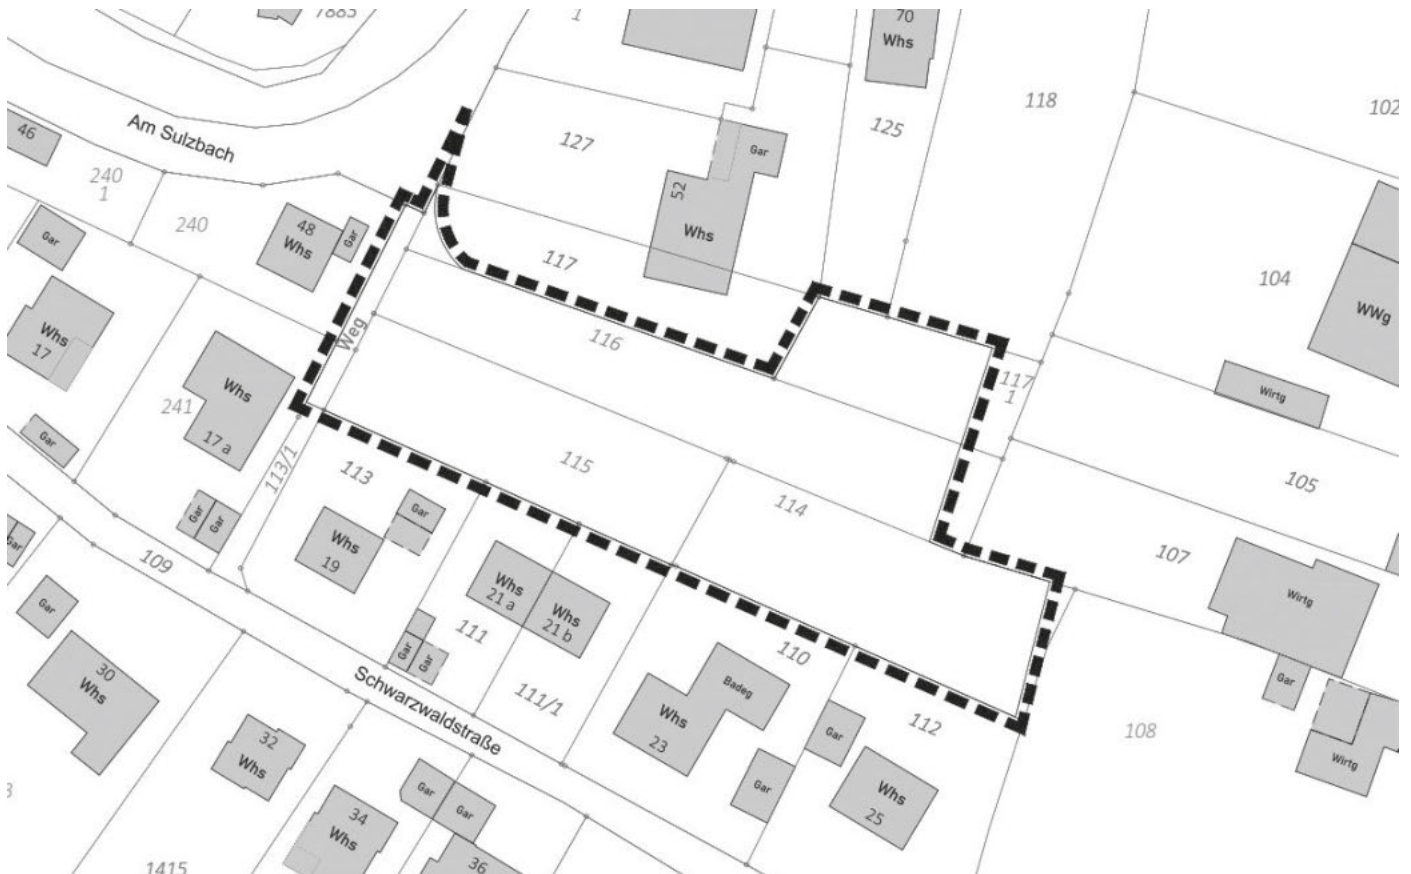 7883
1
70
Whs
118
102
46
Am Sulzbach
127
125
Gar
240
1
240
52
48
Whs
Gar
Whs
Gar
117
104
WWg
Whs
17
Weg
116
117
1
Wirtg
Whs
241
17 a
Gar
113/1
113
115
105
114
Gar
Gar
Gar
Gar
Whs
19
107
109
Whs
21 a
Whs
21 b
Wirtg
Gar
111
110
Gar
Gar
Badeg
Gar
30
Whs
111/1
Whs
23
112
108
Schwarzwaldstraße
Gar
32
Whs
Wirtg
Gar
Gar
Gar
Whs
25
34
Whs
36
1415